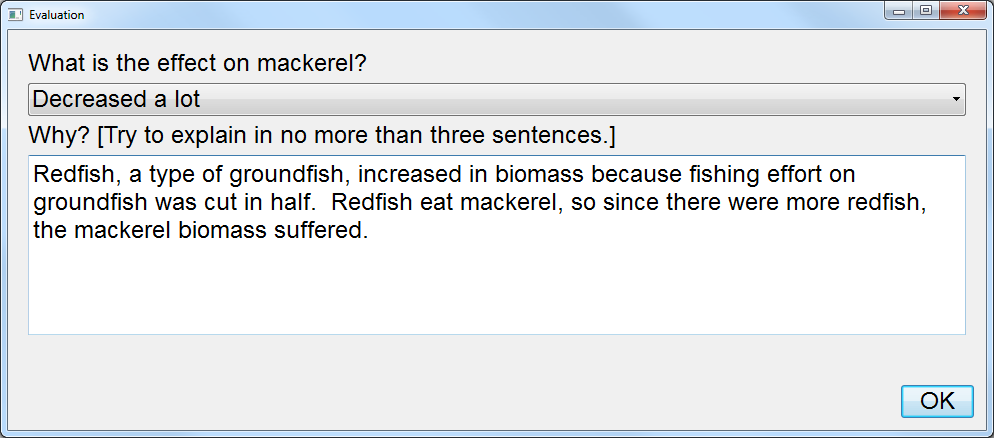 Evaluation
What is the effect on mackerel?
Decreased a lot
Why? [Try to explain in no more than three sentences.]
Redfish, a type of groundfish, increased in biomass because fishing effort on
groundfish was cut in half.  Redfish eat mackerel, so since there were more redfish,
the mackerel biomass suffered.
OK